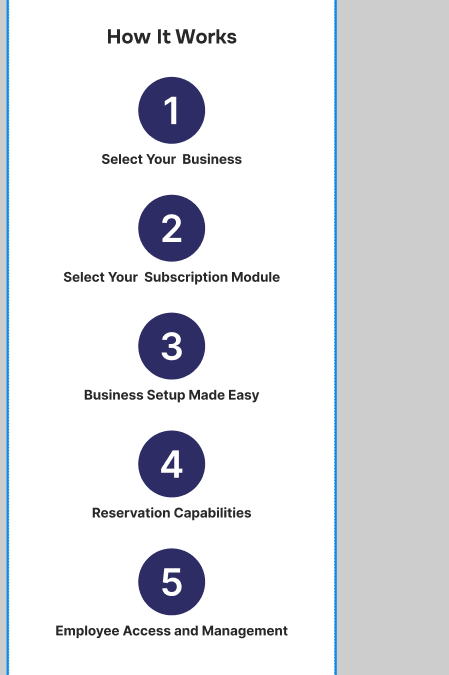 How It Works
1
Select Your  Business
2
Select Your  Subscription Module
3
Business Setup Made Easy
4
Reservation Capabilities
5
Employee Access and Management